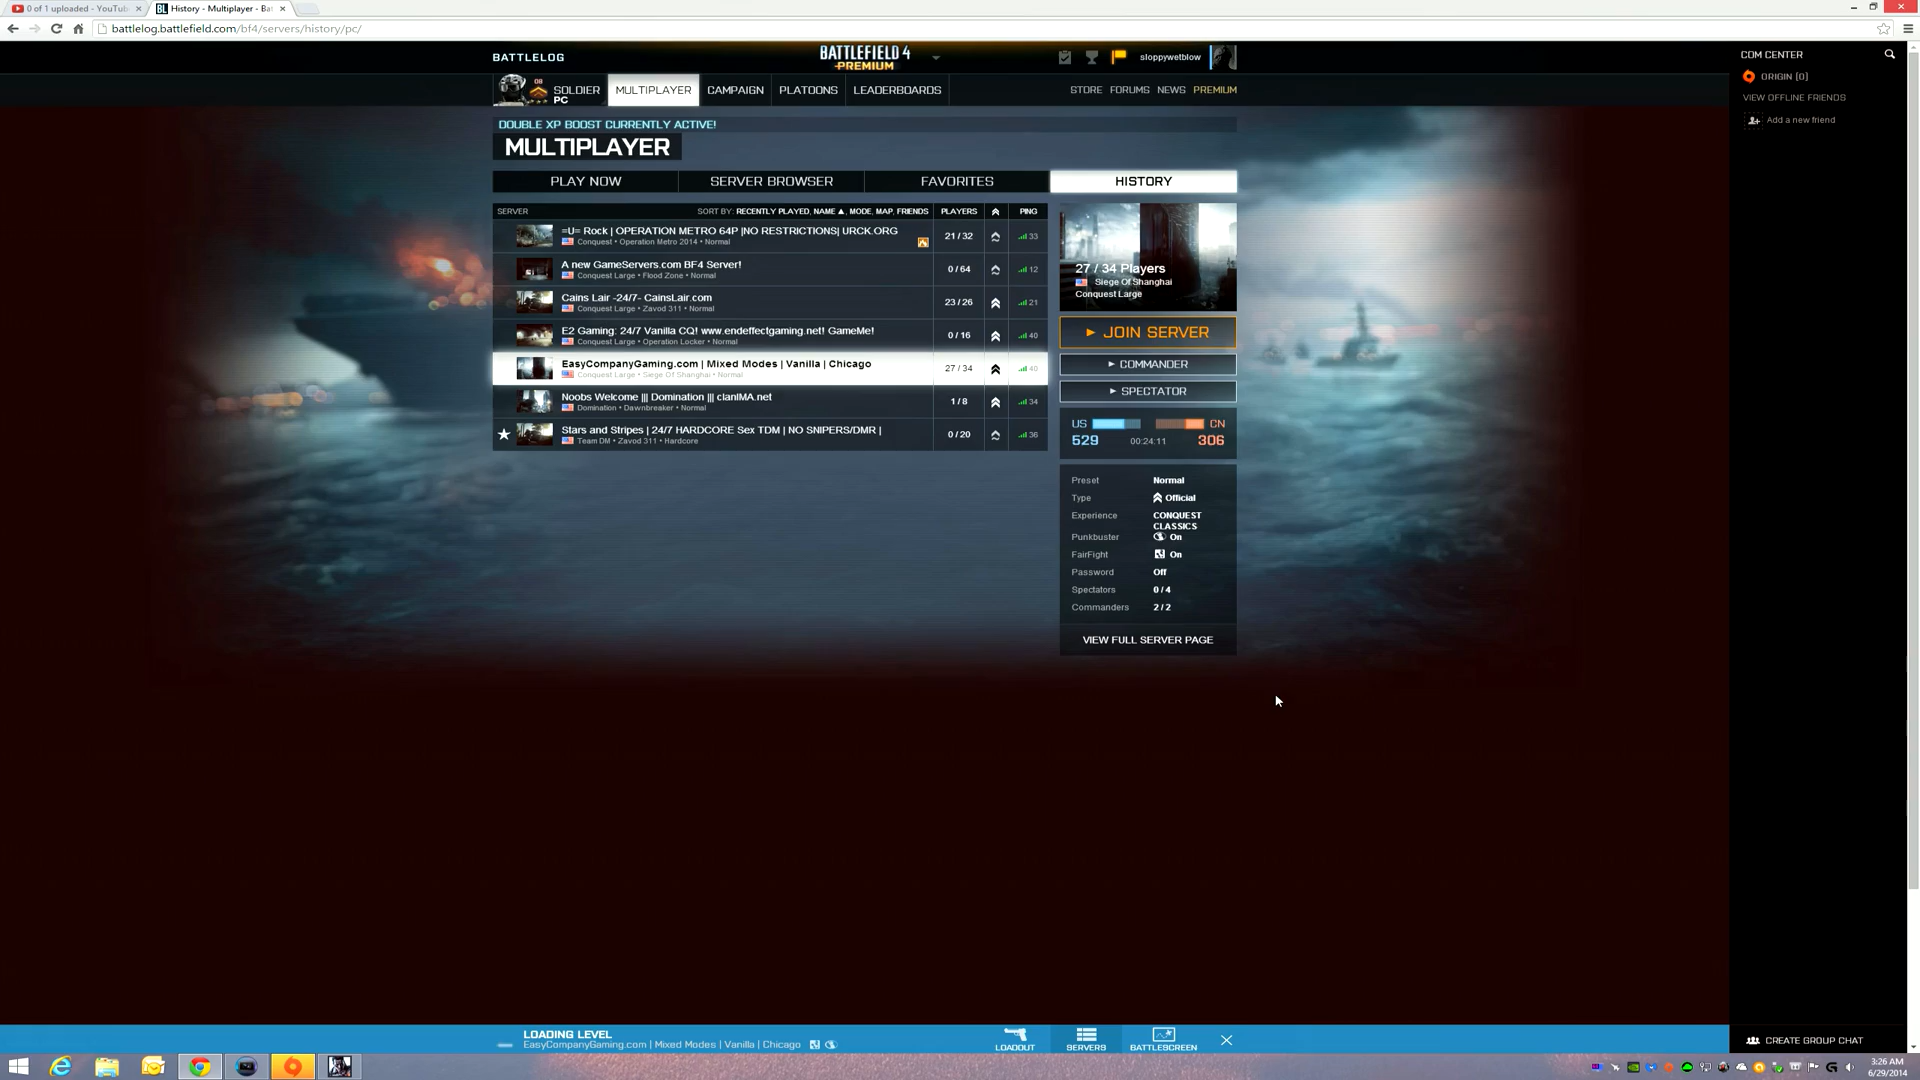 0 of 1 uploaded - YouTub
History - Multiplayer - Bat
battlelog.battlefield.com/bf4/servers/history/pc/
BATTLELOG
BATTLEFIELD 4
PREMIUM
sloppywetblow
08
SOLDIER
PC
MULTIPLAYER
CAMPAIGN
PLATOONS
LEADERBOARDS
STORE
FORUMS
NEWS
PREMIUM
DOUBLE XP BOOST CURRENTLY ACTIVE!
MULTIPLAYER
PLAY NOW
SERVER BROWSER
FAVORITES
HISTORY
SERVER
SORT BY: RECENTLY PLAYED, NAME ▲, MODE, MAP, FRIENDS
PLAYERS
PING
=U= Rock | OPERATION METRO 64P |NO RESTRICTIONS| URCK.ORG
Conquest • Operation Metro 2014 • Normal
21 / 32
33
A new GameServers.com BF4 Server!
Conquest Large • Flood Zone • Normal
0 / 64
12
Cains Lair -24/7- CainsLair.com
Conquest Large • Zavod 311 • Normal
23 / 26
21
E2 Gaming: 24/7 Vanilla CQ! www.endeffectgaming.net! GameMe!
Conquest Large • Operation Locker • Normal
0 / 16
40
EasyCompanyGaming.com | Mixed Modes | Vanilla | Chicago
Conquest Large • Siege Of Shanghai • Normal
27 / 34
40
Noobs Welcome ||| Domination ||| clanIMA.net
Domination • Dawnbreaker • Normal
1 / 8
34
Stars and Stripes | 24/7 HARDCORE Sex TDM | NO SNIPERS/DMR |
Team DM • Zavod 311 • Hardcore
0 / 20
36
27 / 34 Players
Siege Of Shanghai
Conquest Large
JOIN SERVER
COMMANDER
SPECTATOR
US
CN
529
00:24:11
306
Preset Normal
Type Official
Experience CONQUEST
CLASSICS
Punkbuster On
FairFight On
Password Off
Spectators 0 / 4
Commanders 2 / 2
VIEW FULL SERVER PAGE
COM CENTER
ORIGIN (0)
VIEW OFFLINE FRIENDS
Add a new friend
LOADING LEVEL
EasyCompanyGaming.com | Mixed Modes | Vanilla | Chicago
LOADOUT
SERVERS
BATTLESCREEN
CREATE GROUP CHAT
3:26 AM
6/29/2014